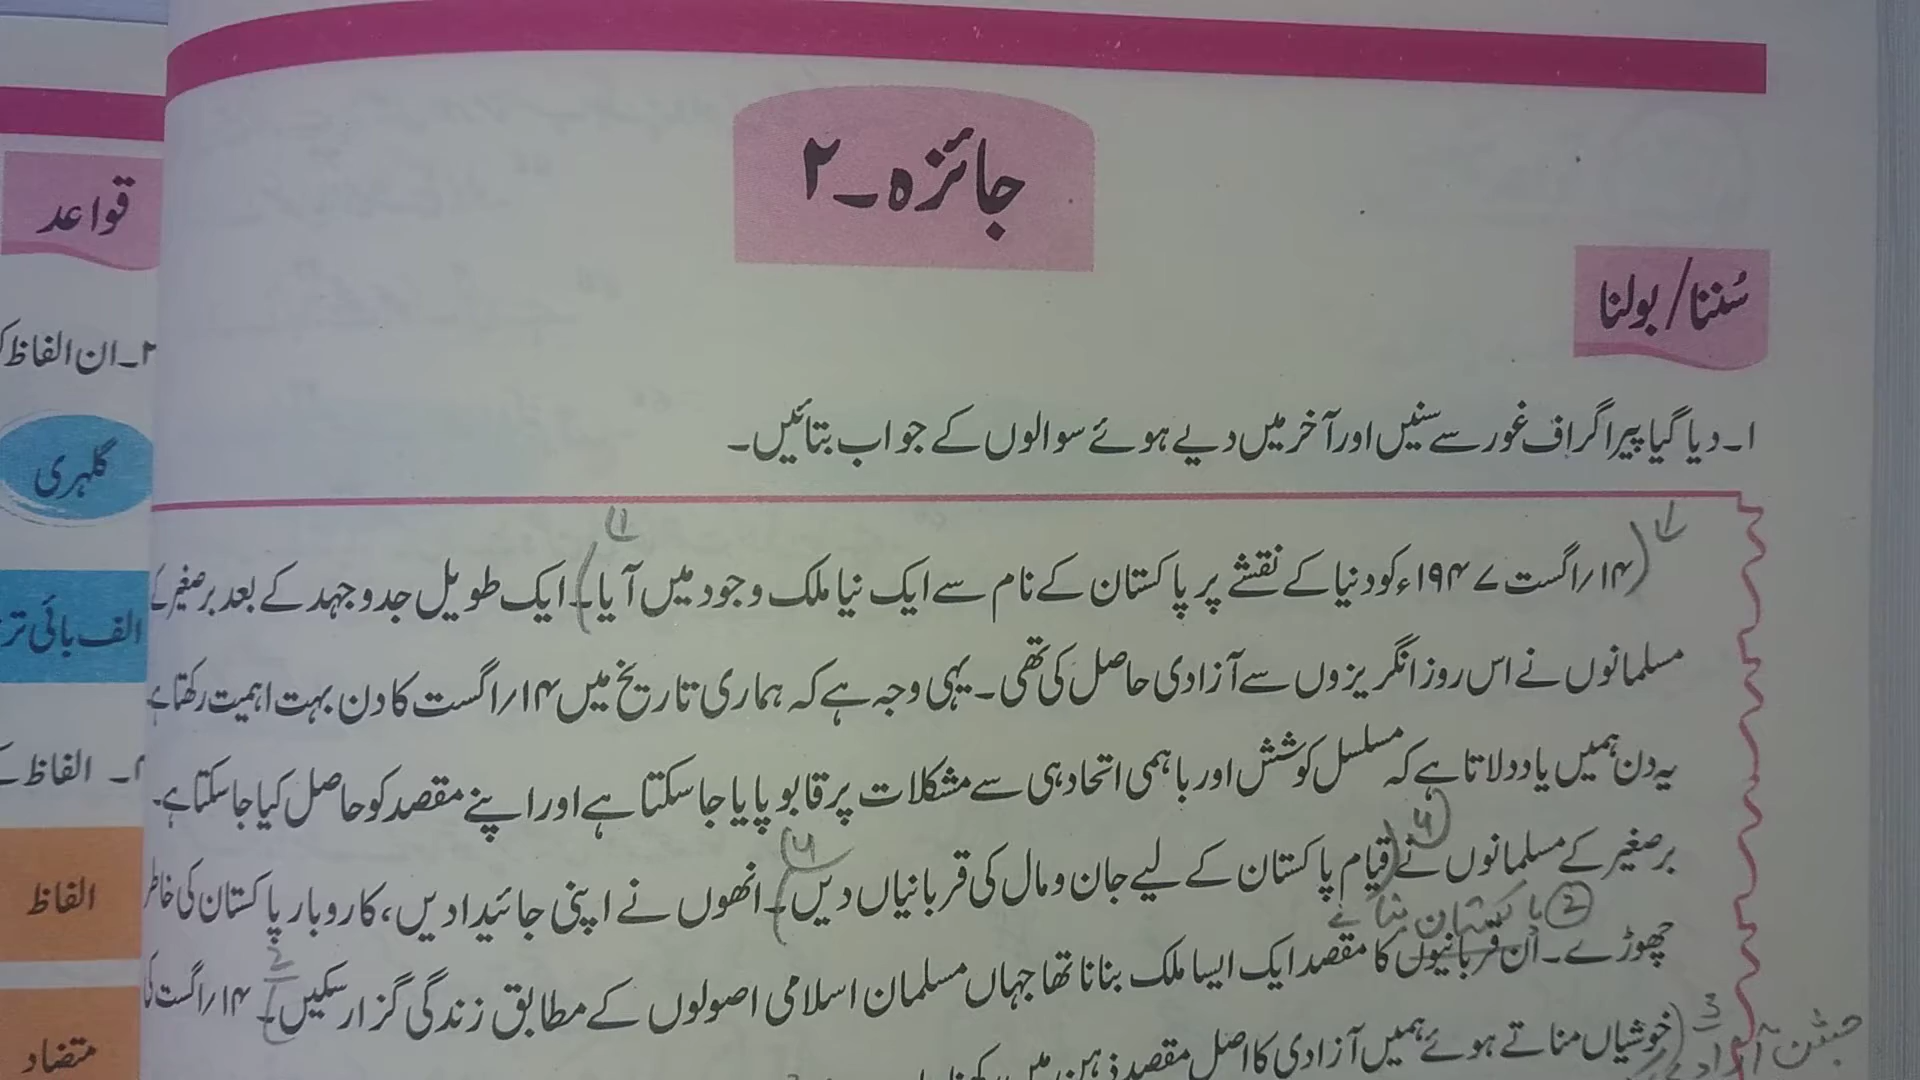 جائزہ۔۲
سُننا/بولنا
۱۔ دیا گیا پیراگراف غور سے سنیں اور آخر میں دیے ہوئے سوالوں کے جواب بتائیں۔
۱۴/اگست ۱۹۴۷ء کو دنیا کے نقشے پر پاکستان کے نام سے ایک نیا ملک وجود میں آیا۔ ایک طویل جدوجہد کے بعد برصغیر کے
مسلمانوں نے اس روز انگریزوں سے آزادی حاصل کی تھی۔ یہی وجہ ہے کہ ہماری تاریخ میں ۱۴/اگست کا دن بہت اہمیت رکھتا ہے
یہ دن ہمیں یاد دلاتا ہے کہ مسلسل کوشش اور باہمی اتحاد ہی سے مشکلات پر قابو پایا جا سکتا ہے اور اپنے مقصد کو حاصل کیا جا سکتا ہے۔
برصغیر کے مسلمانوں نے (قیام پاکستان کے لیے جان و مال کی قربانیاں دیں۔) انھوں نے اپنی جائیدادیں، کاروبار پاکستان کی خاطر
② پاکستان بنانے
چھوڑے۔ ان قربانیوں کا مقصد ایک ایسا ملک بنانا تھا جہاں مسلمان اسلامی اصولوں کے مطابق زندگی گزار سکیں۔ ۱۴/اگست کی
3
خوشیاں مناتے ہوئے ہمیں آزادی کا اصل مقصد ذہن میں
جشن آزادی
قواعد
۲۔ ان الفاظ
گلہری
الف بائی تر
الفاظ
الفاظ
متضاد